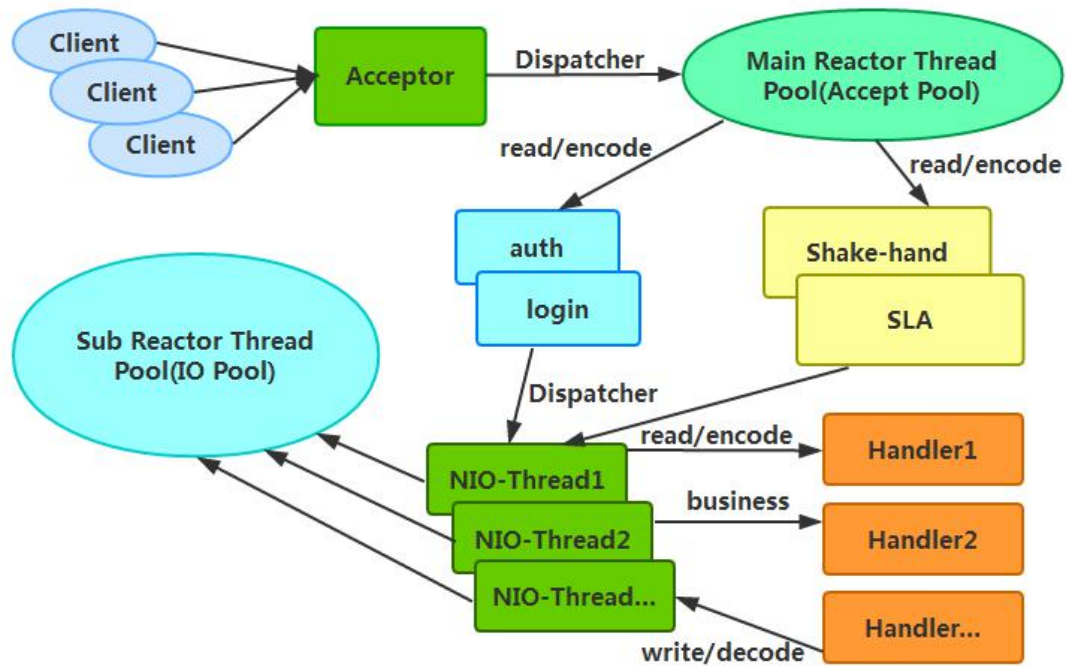 Client
Client
Client
Acceptor
Dispatcher
Main Reactor Thread
Pool(Accept Pool)
read/encode
read/encode
auth
login
Shake-hand
SLA
Sub Reactor Thread
Pool(IO Pool)
Dispatcher
NIO-Thread1
NIO-Thread2
NIO-Thread...
read/encode
business
write/decode
Handler1
Handler2
Handler...